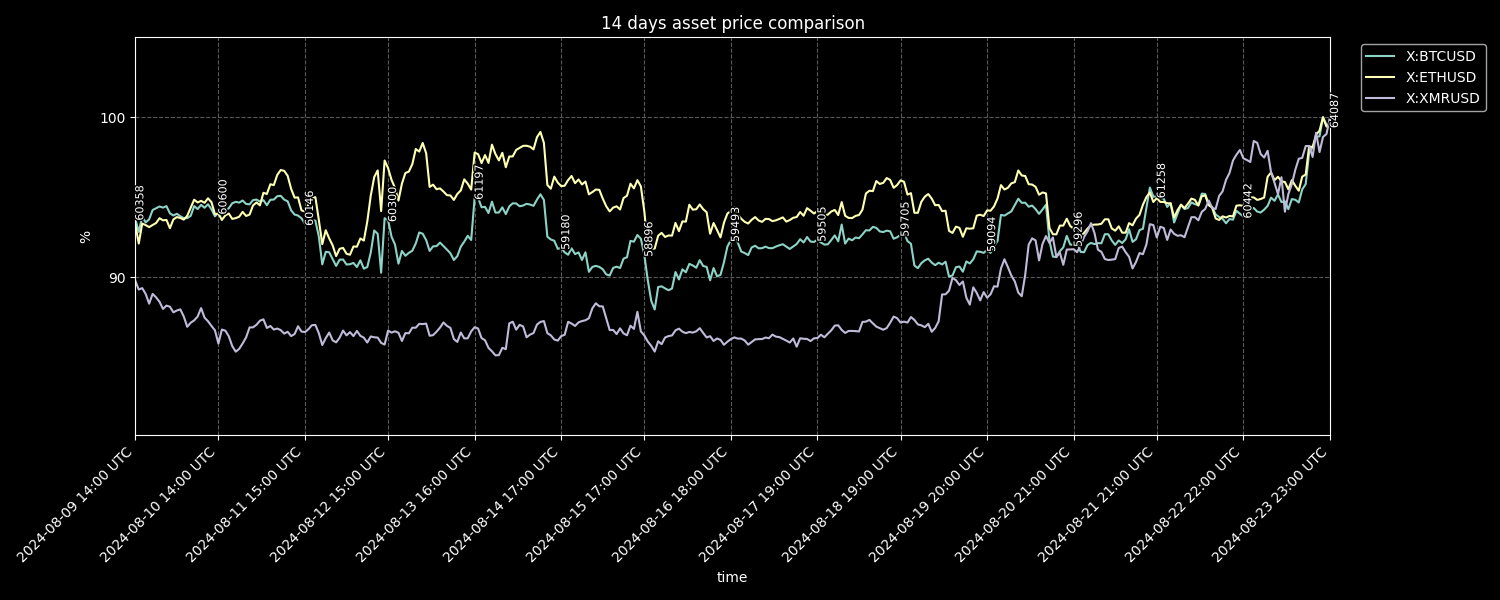 14 days asset price comparison
X:BTCUSD
X:ETHUSD
X:XMRUSD
100
90
%
60358
60600
60146
60300
61197
59180
58896
59493
59505
59705
59094
59296
61258
60442
64087
2024-08-09 14:00 UTC
2024-08-10 14:00 UTC
2024-08-11 15:00 UTC
2024-08-12 15:00 UTC
2024-08-13 16:00 UTC
2024-08-14 17:00 UTC
2024-08-15 17:00 UTC
2024-08-16 18:00 UTC
2024-08-17 19:00 UTC
2024-08-18 19:00 UTC
2024-08-19 20:00 UTC
2024-08-20 21:00 UTC
2024-08-21 21:00 UTC
2024-08-22 22:00 UTC
2024-08-23 23:00 UTC
time